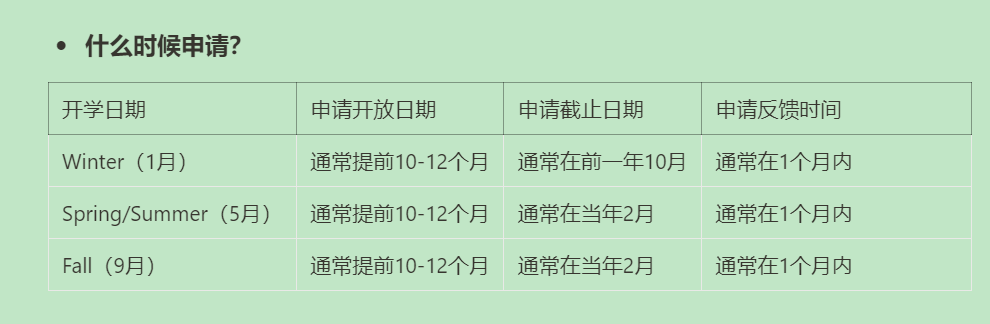 • 什么时候申请？
开学日期 申请开放日期 申请截止日期 申请反馈时间
Winter（1月） 通常提前10-12个月 通常在前一年10月 通常在1个月内
Spring/Summer（5月） 通常提前10-12个月 通常在当年2月 通常在1个月内
Fall（9月） 通常提前10-12个月 通常在当年2月 通常在1个月内